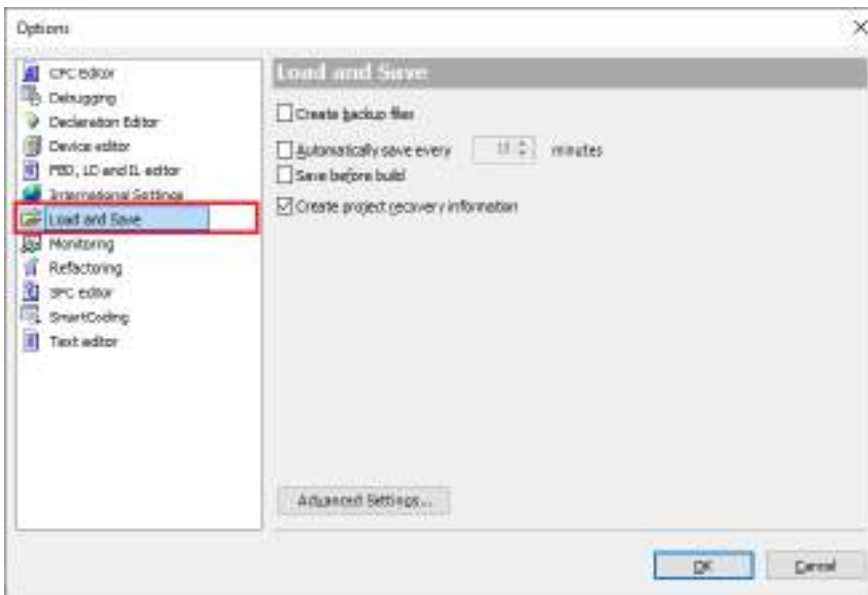 Options
CFC Editor
Debugging
Declaration Editor
Device editor
FBD, LD and IL editor
International Settings
Load and Save
Monitoring
Refactoring
SFC editor
SmartCoding
Text editor
Load and Save
Create backup files
Automatically save every minutes
Save before build
Create project recovery information
Advanced Settings...
OK
Cancel